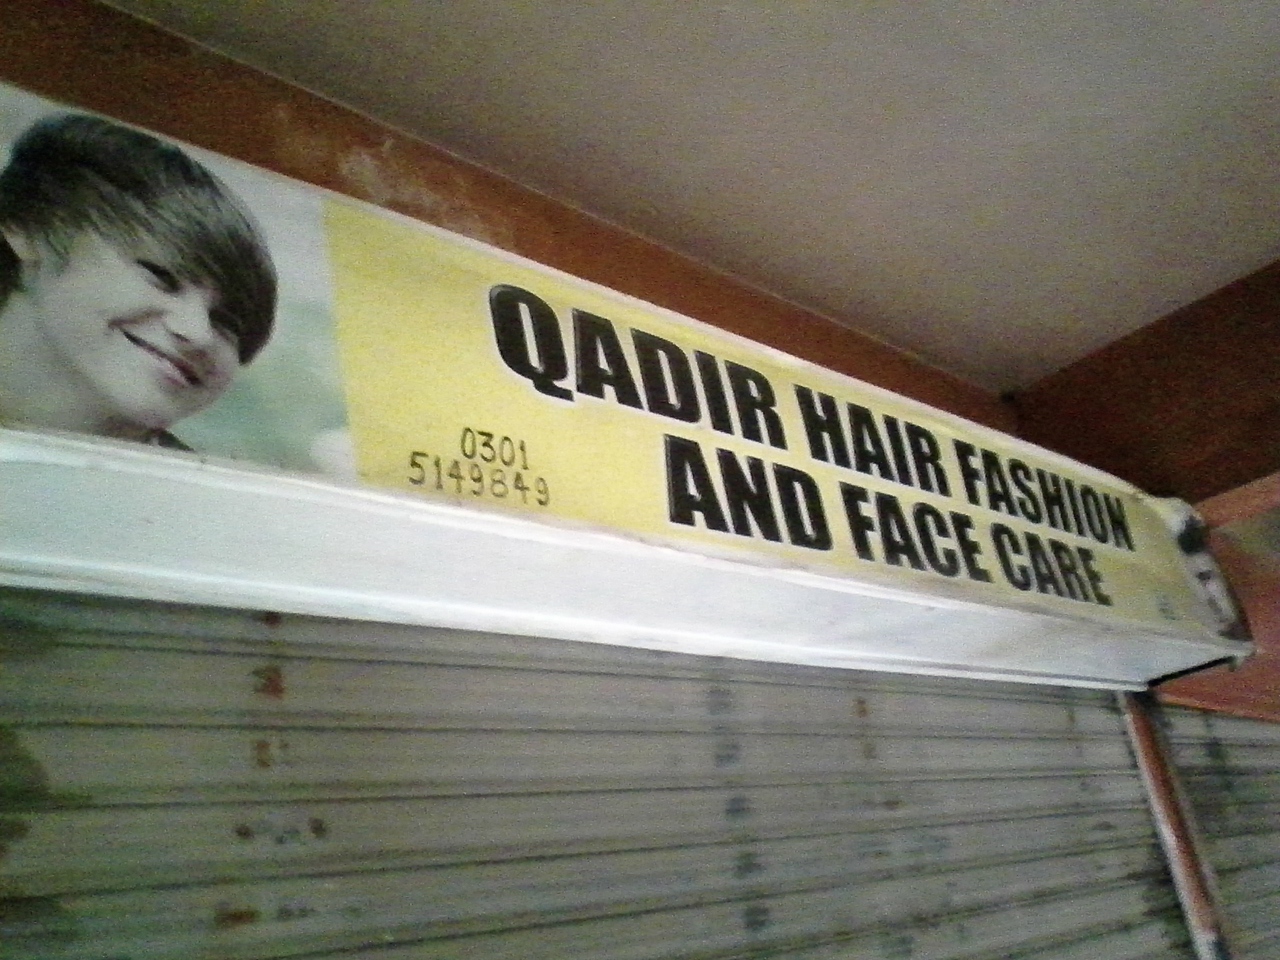 QADIR HAIR FASHION
AND FACE CARE
0301
5149849